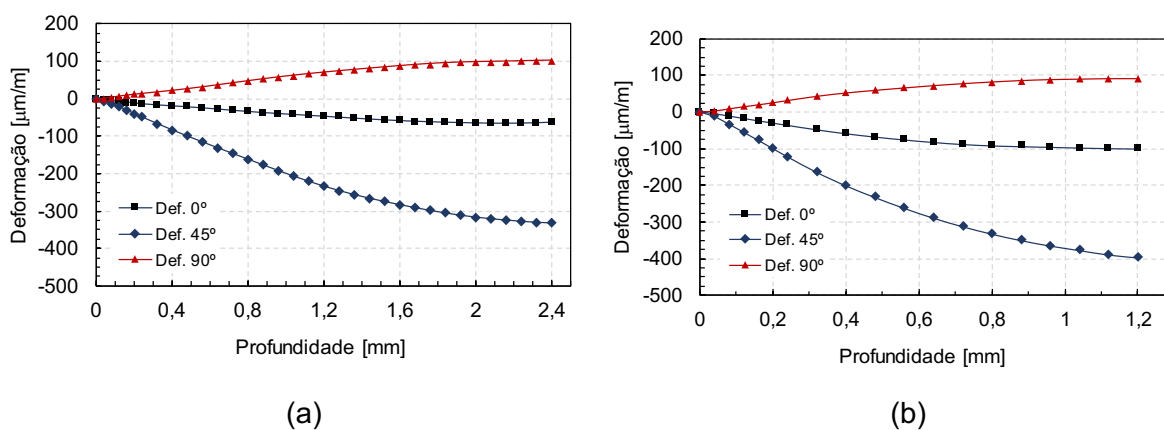 200
100
0
-100
-200
-300
-400
-500
Deformação [µm/m]
Def. 0º
Def. 45º
Def. 90º
0 0,4 0,8 1,2 1,6 2 2,4
Profundidade [mm]
(a)
200
100
0
-100
-200
-300
-400
-500
Deformação [µm/m]
Def. 0º
Def. 45º
Def. 90º
0 0,2 0,4 0,6 0,8 1 1,2
Profundidade [mm]
(b)